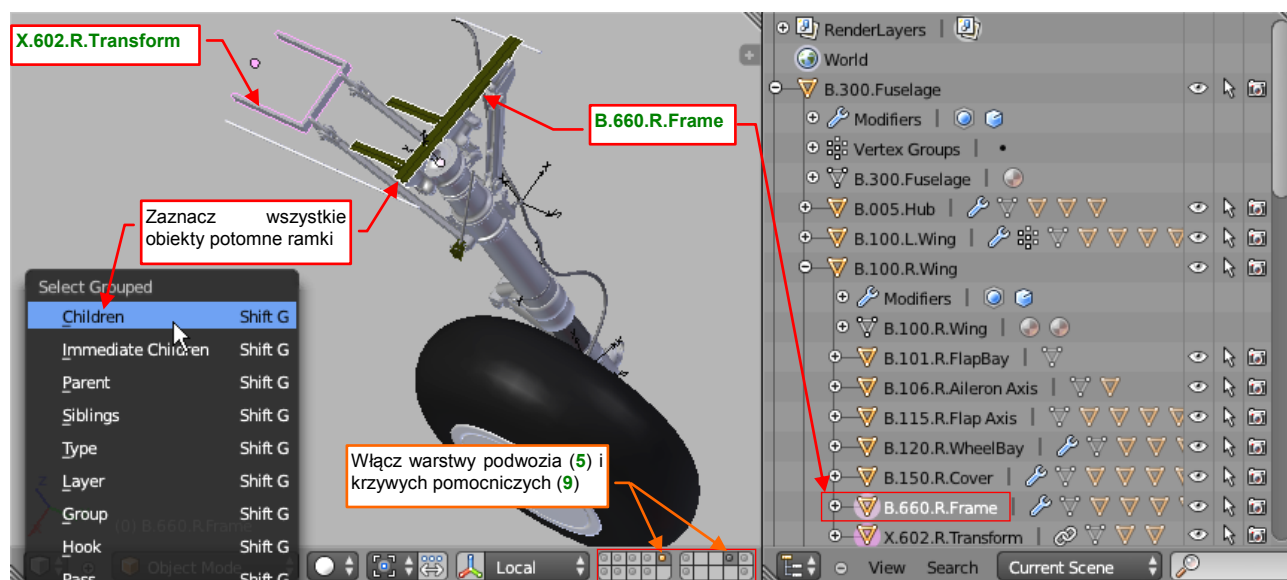 X.602.R.Transform
B.660.R.Frame
Zaznacz wszystkie
obiekty potomne ramki
Select Grouped
Children Shift G
Immediate Children Shift G
Parent Shift G
Siblings Shift G
Type Shift G
Layer Shift G
Group Shift G
Hook Shift G
Pass Shift G
(0) B.660.R.Frame
Włącz warstwy podwozia (5) i
krzywych pomocniczych (9)
Object Mode
Local
RenderLayers
World
B.300.Fuselage
Modifiers
Vertex Groups
B.300.Fuselage
B.005.Hub
B.100.L.Wing
B.100.R.Wing
Modifiers
B.100.R.Wing
B.101.R.FlapBay
B.106.R.Aileron Axis
B.115.R.Flap Axis
B.120.R.WheelBay
B.150.R.Cover
B.660.R.Frame
X.602.R.Transform
View Search Current Scene